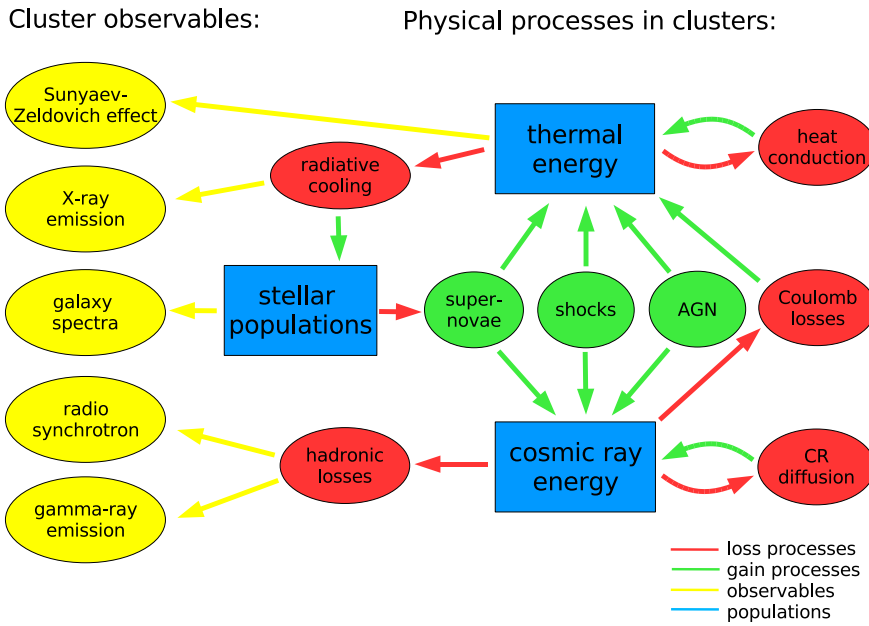 Cluster observables:
Physical processes in clusters:
Sunyaev-
Zeldovich effect
thermal
energy
heat
conduction
radiative
cooling
X-ray
emission
stellar
populations
galaxy
spectra
super-
novae
shocks
AGN
Coulomb
losses
radio
synchrotron
hadronic
losses
cosmic ray
energy
CR
diffusion
gamma-ray
emission
loss processes
gain processes
observables
populations